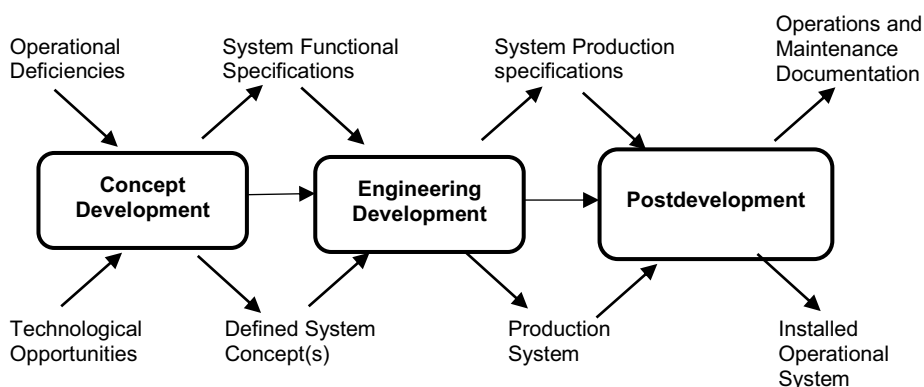 Operational
Deficiencies
System Functional
Specifications
System Production
specifications
Operations and
Maintenance
Documentation
Concept
Development
Engineering
Development
Postdevelopment
Technological
Opportunities
Defined System
Concept(s)
Production
System
Installed
Operational
System